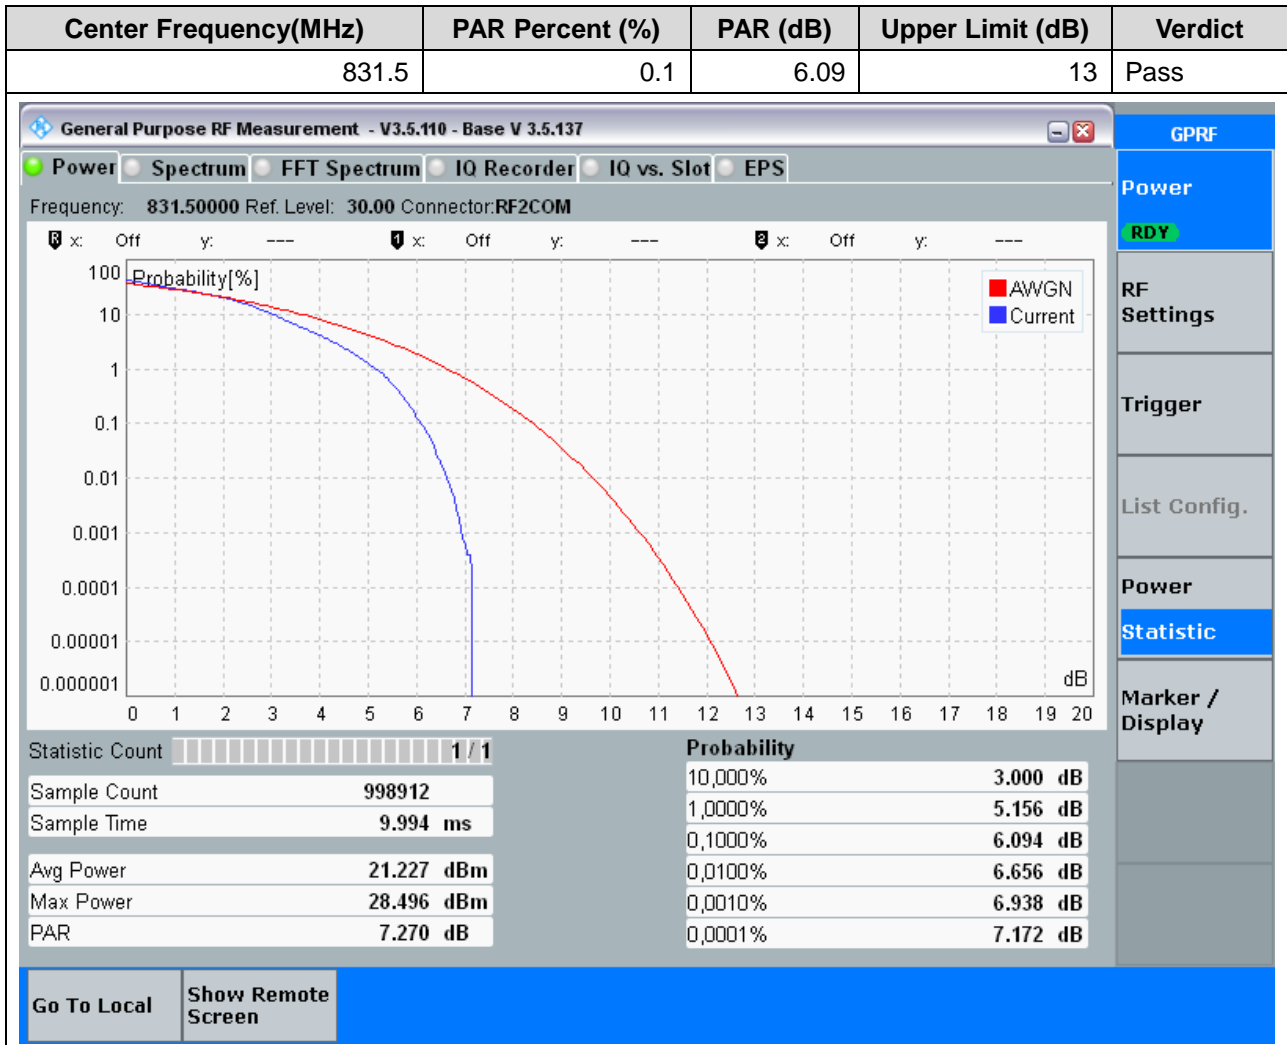 Center Frequency(MHz) PAR Percent (%) PAR (dB) Upper Limit (dB) Verdict
831.5 0.1 6.09 13 Pass
General Purpose RF Measurement - V3.5.110 - Base V 3.5.137
GPRF
Power Spectrum FFT Spectrum IQ Recorder IQ vs. Slot EPS
Power
RDY
Frequency: 831.50000 Ref. Level: 30.00 Connector:RF2COM
R x: Off y: --- 1 x: Off y: --- 2 x: Off y: ---
Probability[%]
AWGN
Current
100
10
1
0.1
0.01
0.001
0.0001
0.00001
0.000001
dB
0 1 2 3 4 5 6 7 8 9 10 11 12 13 14 15 16 17 18 19 20
RF
Settings
Trigger
List Config.
Power
Statistic
Marker /
Display
Statistic Count 1 / 1
Sample Count 998912
Sample Time 9.994 ms
Avg Power 21.227 dBm
Max Power 28.496 dBm
PAR 7.270 dB
Probability
10,000% 3.000 dB
1,0000% 5.156 dB
0,1000% 6.094 dB
0,0100% 6.656 dB
0,0010% 6.938 dB
0,0001% 7.172 dB
Go To Local
Show Remote
Screen